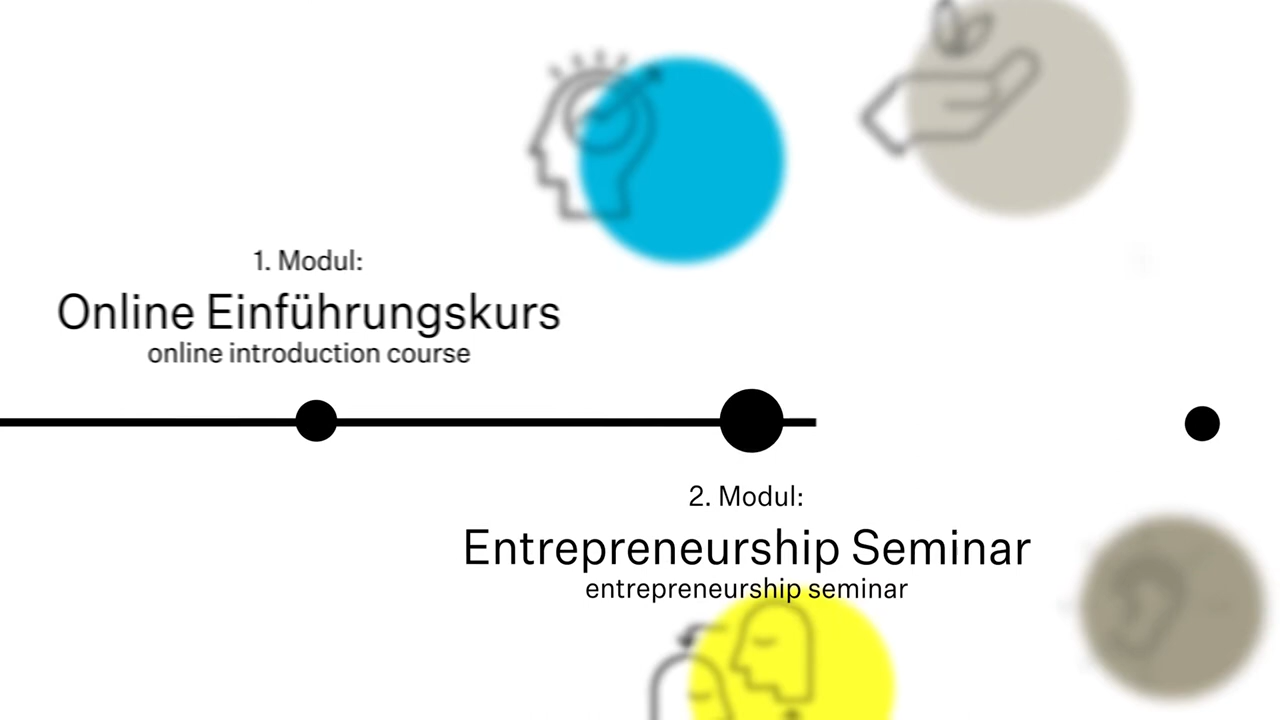 1. Modul:
Online Einführungskurs
online introduction course
2. Modul:
Entrepreneurship Seminar
entrepreneurship seminar